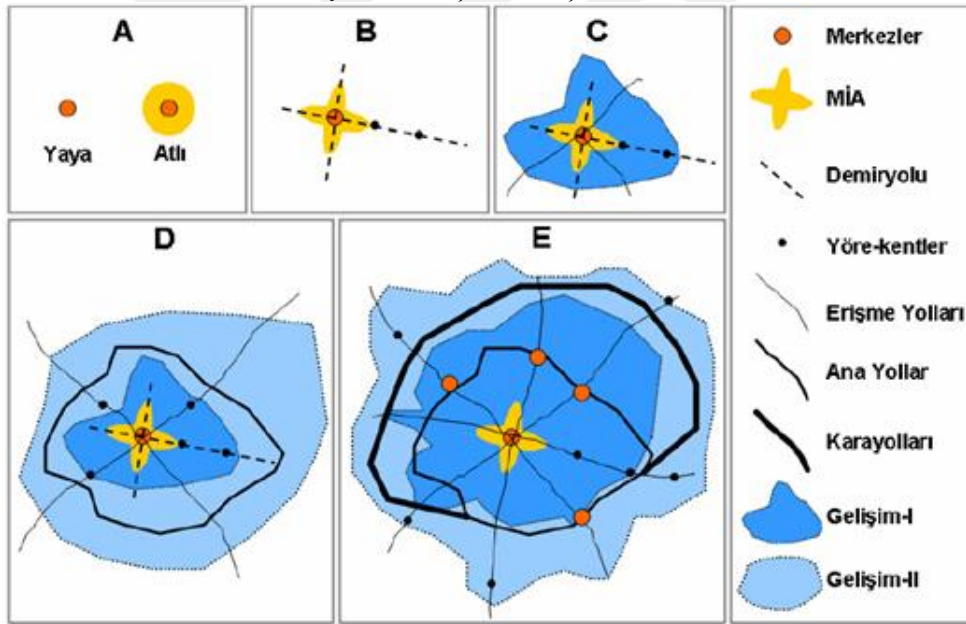 A
Yaya
Atlı
B
C
D
E
Merkezler
MİA
Demiryolu
Yöre-kentler
Erişme Yolları
Ana Yollar
Karayolları
Gelişim-I
Gelişim-II